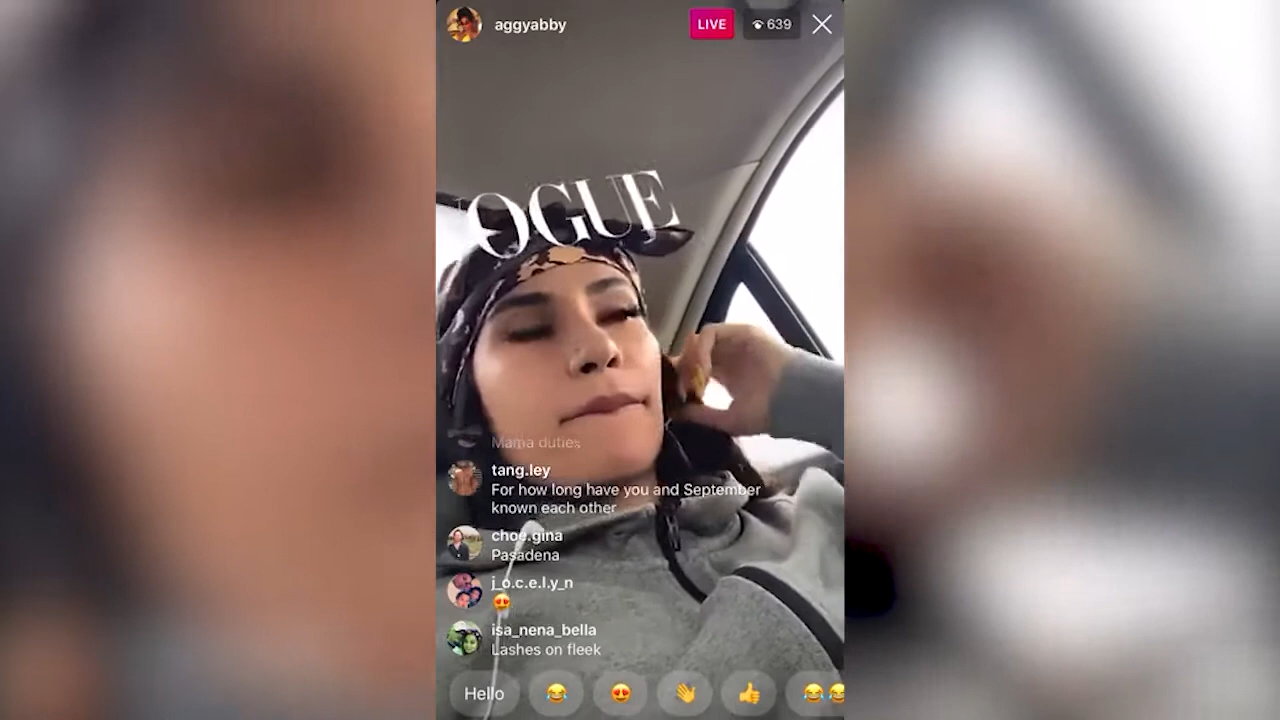 aggyabby
LIVE
639
OGUE
Mama duties
tang.ley
For how long have you and September
known each other
choe.gina
Pasadena
j_o.c.e.l.y_n
😍
isa_nena_bella
Lashes on fleek
Hello 😂 😍 👋 👍 😂😂